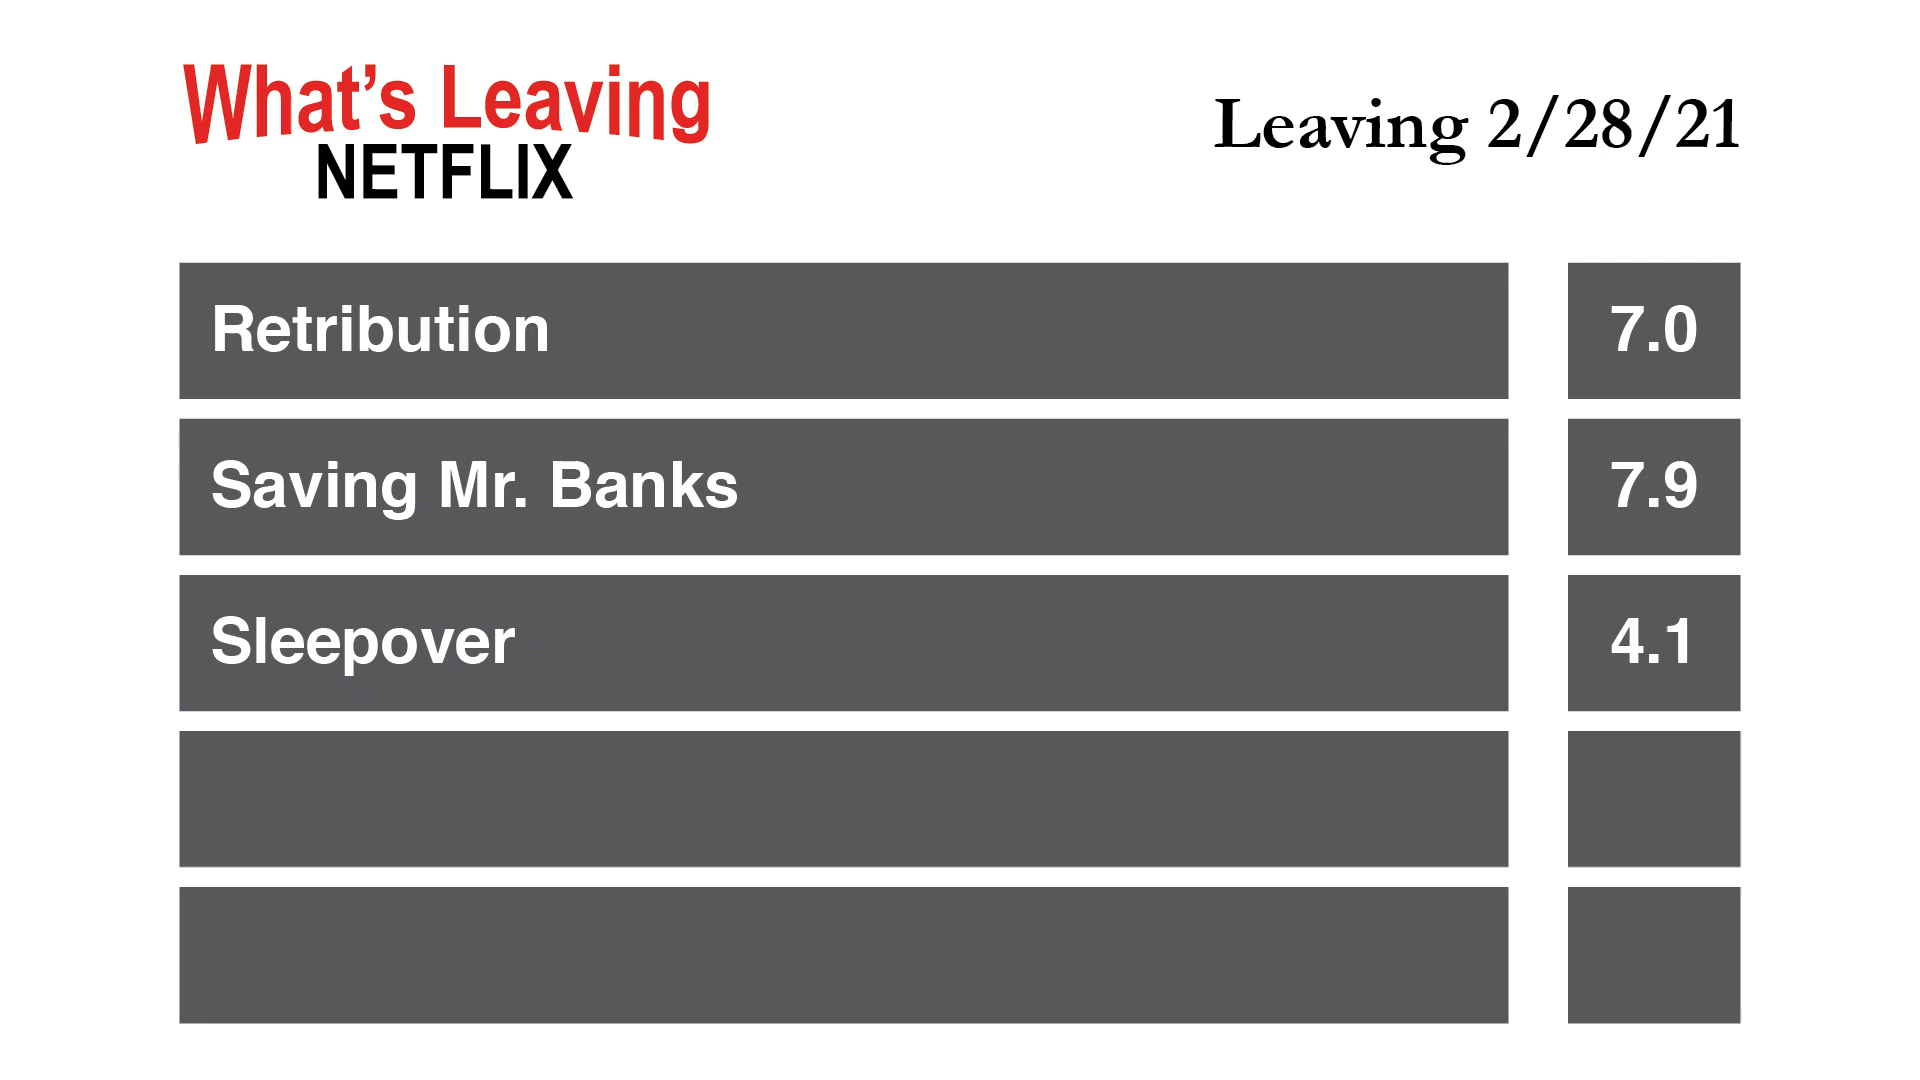 What's Leaving
NETFLIX
Leaving 2/28/21
Retribution 7.0
Saving Mr. Banks 7.9
Sleepover 4.1